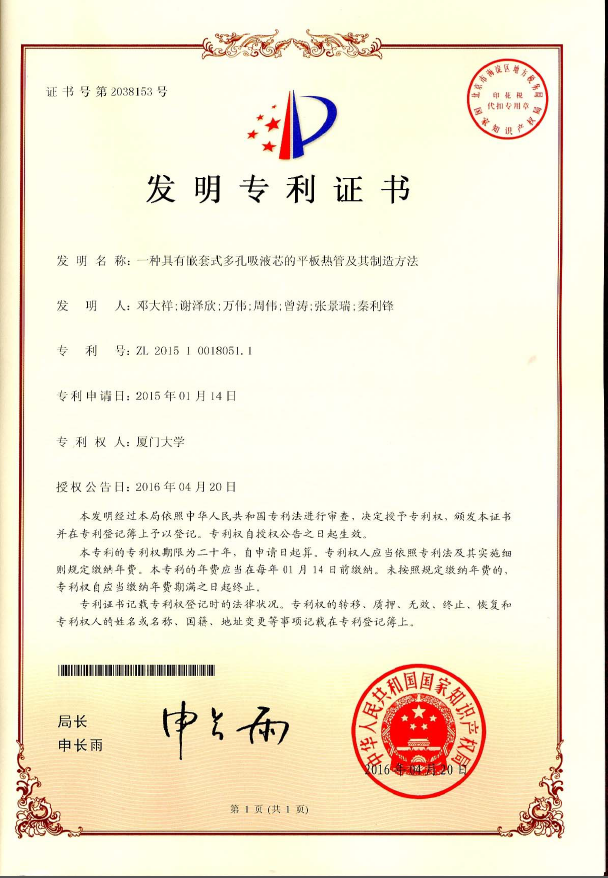 证书号第2038153号
北京市海淀区地方税务局
印花税
代扣专用章
国家知识产权局
发明专利证书
发明名称：一种具有嵌套式多孔吸液芯的平板热管及其制造方法
发明人：邓大祥;谢泽欣;万伟;周伟;曾涛;张景瑞;秦利锋
专利号：ZL 2015 1 0018051.1
专利申请日：2015年01月14日
专利权人：厦门大学
授权公告日：2016年04月20日
本发明经过本局依照中华人民共和国专利法进行审查，决定授予专利权，颁发本证书
并在专利登记簿上予以登记。专利权自授权公告之日起生效。
本专利的专利权期限为二十年，自申请日起算。专利权人应当依照专利法及其实施细
则规定缴纳年费。本专利的年费应当在每年01月14日前缴纳。未按照规定缴纳年费的，
专利权自应当缴纳年费期满之日起终止。
专利证书记载专利权登记时的法律状况。专利权的转移、质押、无效、终止、恢复和
专利权人的姓名或名称、国籍、地址变更等事项记载在专利登记簿上。
局长
申长雨
申长雨
中华人民共和国国家知识产权局
2016年04月20日
第1页(共1页)